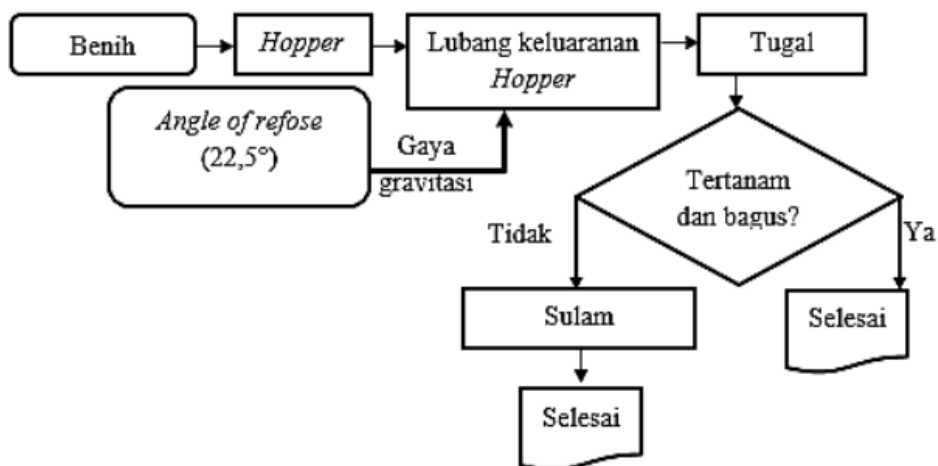 Benih
Hopper
Lubang keluaranan
Hopper
Tugal
Angle of refose
(22,5°)
Gaya
gravitasi
Tertanam
dan bagus?
Tidak
Ya
Sulam
Selesai
Selesai